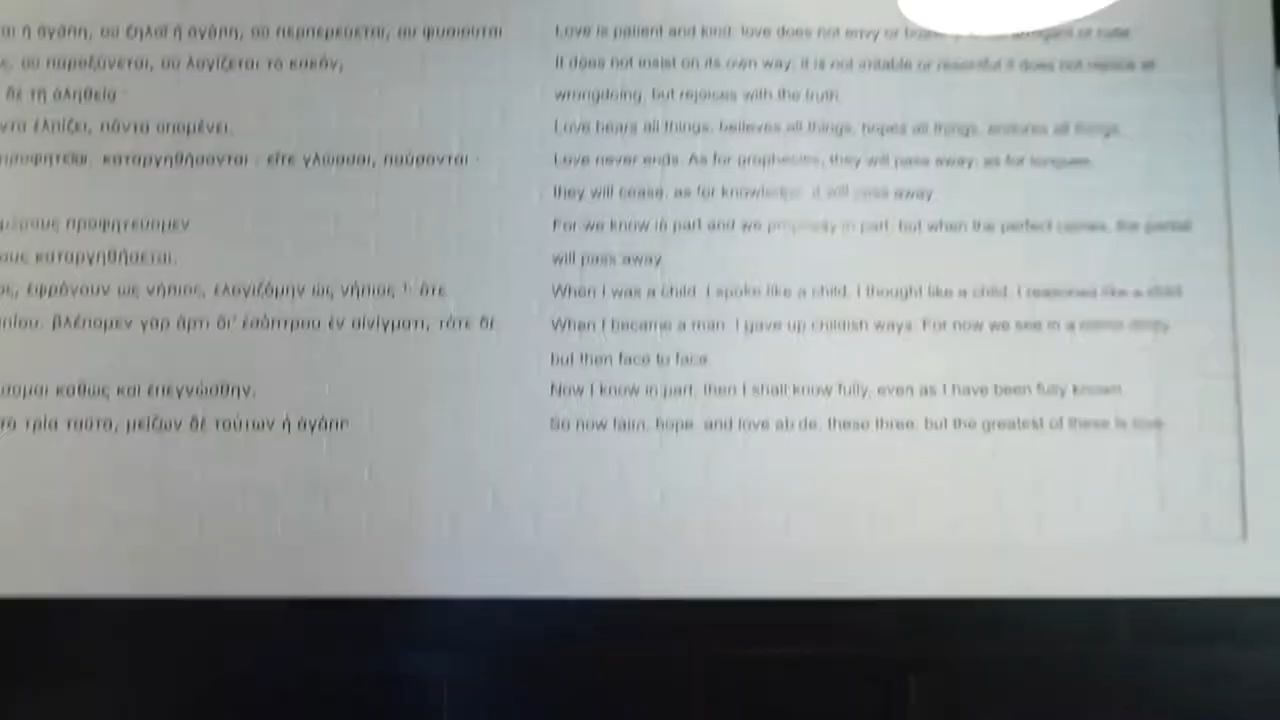 ἡ ἀγάπη, οὐ ζηλοῖ ἡ ἀγάπη, οὐ περπερεύεται, οὐ φυσιοῦται
οὐ παροξύνεται, οὐ λογίζεται τὸ κακόν,
δὲ τῇ ἀληθείᾳ ·
ἐλπίζει, πάντα ὑπομένει.
προφητεῖαι, καταργηθήσονται · εἴτε γλῶσσαι, παύσονται ·
προφητεύομεν
καταργηθήσεται.
ἐφρόνουν ὡς νήπιος, ἐλογιζόμην ὡς νήπιος · ὅτε
βλέπομεν γὰρ ἄρτι δι' ἐσόπτρου ἐν αἰνίγματι, τότε δὲ
καθὼς καὶ ἐπεγνώσθην.
τὰ τρία ταῦτα, μείζων δὲ τούτων ἡ ἀγάπη
Love is patient and kind; love does not envy or
It does not insist on its own way; it is not irritable or resentful it does not rejoice at
wrongdoing, but rejoices with the truth.
Love bears all things, believes all things, hopes all things, endures all things.
Love never ends. As for prophecies, they will pass away; as for tongues,
they will cease; as for knowledge, it will pass away.
For we know in part and we prophesy in part, but when the perfect comes, the partial
will pass away.
When I was a child, I spoke like a child, I thought like a child, I reasoned like a child.
When I became a man, I gave up childish ways. For now we see in a mirror dimly,
but then face to face.
Now I know in part; then I shall know fully, even as I have been fully known.
So now faith, hope, and love abide, these three; but the greatest of these is love.